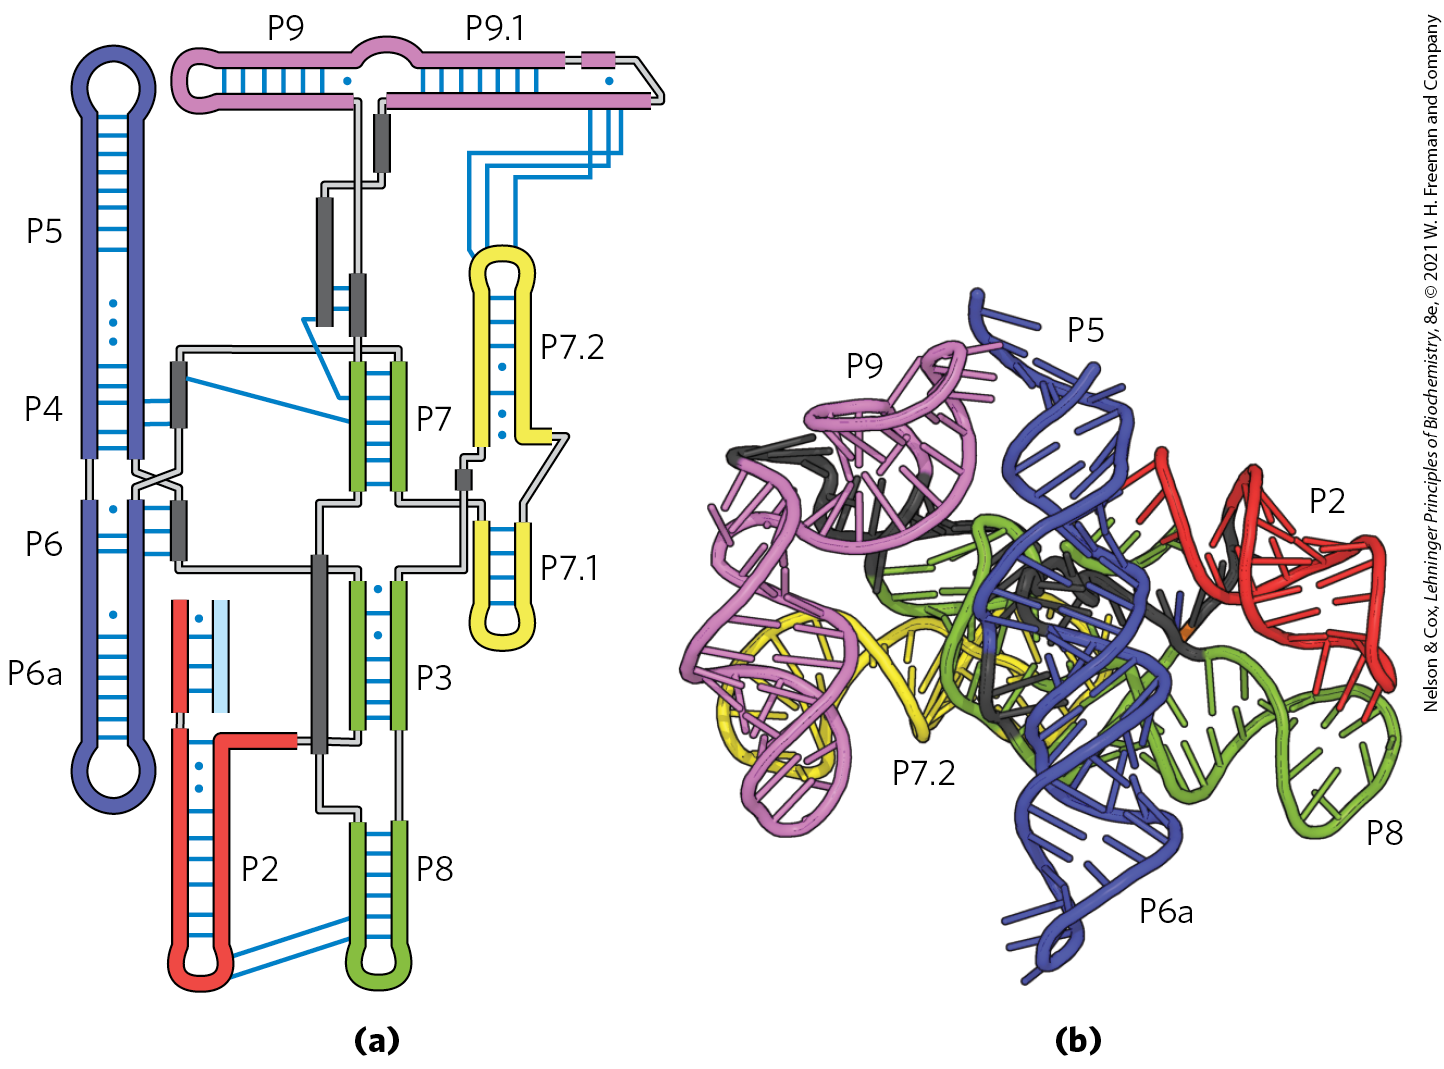 P9
P9.1
P5
P4
P6
P6a
P7.2
P7
P7.1
P3
P2
P8
(a)
P5
P9
P2
P7.2
P8
P6a
(b)
Nelson & Cox, Lehninger Principles of Biochemistry, 8e, © 2021 W. H. Freeman and Company